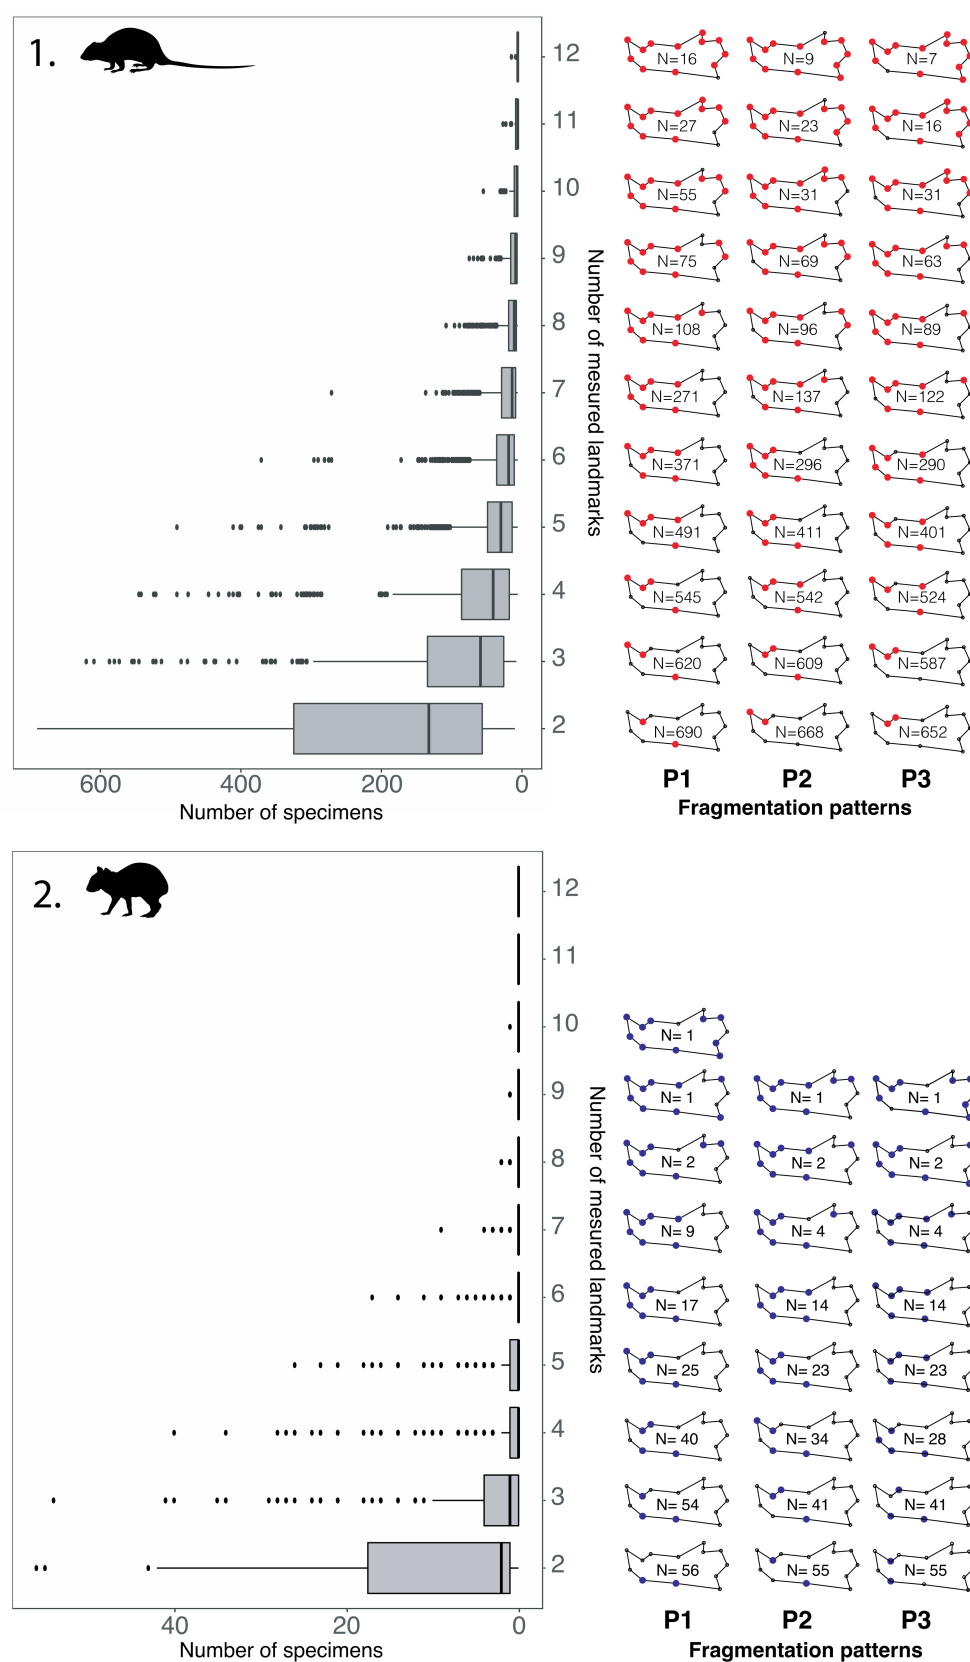 1.
12 N=16 N=9 N=7
11 N=27 N=23 N=16
10 N=55 N=31 N=31
9 N=75 N=69 N=63
8 N=108 N=96 N=89
7 N=271 N=137 N=122
6 N=371 N=296 N=290
5 N=491 N=411 N=401
4 N=545 N=542 N=524
3 N=620 N=609 N=587
2 N=690 N=668 N=652
Number of mesured landmarks
600 400 200 0
Number of specimens
P1 P2 P3
Fragmentation patterns
2.
12
11
10 N= 1
9 N= 1 N= 1 N= 1
8 N= 2 N= 2 N= 2
7 N= 9 N= 4 N= 4
6 N= 17 N= 14 N= 14
5 N= 25 N= 23 N= 23
4 N= 40 N= 34 N= 28
3 N= 54 N= 41 N= 41
2 N= 56 N= 55 N= 55
Number of mesured landmarks
40 20 0
Number of specimens
P1 P2 P3
Fragmentation patterns